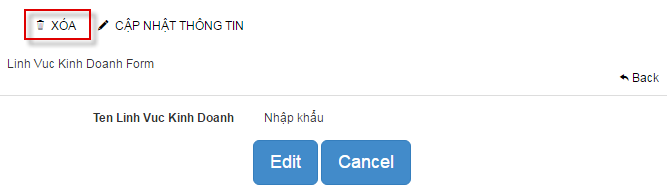 XÓA CẬP NHẬT THÔNG TIN
Linh Vuc Kinh Doanh Form
Back
Ten Linh Vuc Kinh Doanh Nhập khẩu
Edit Cancel